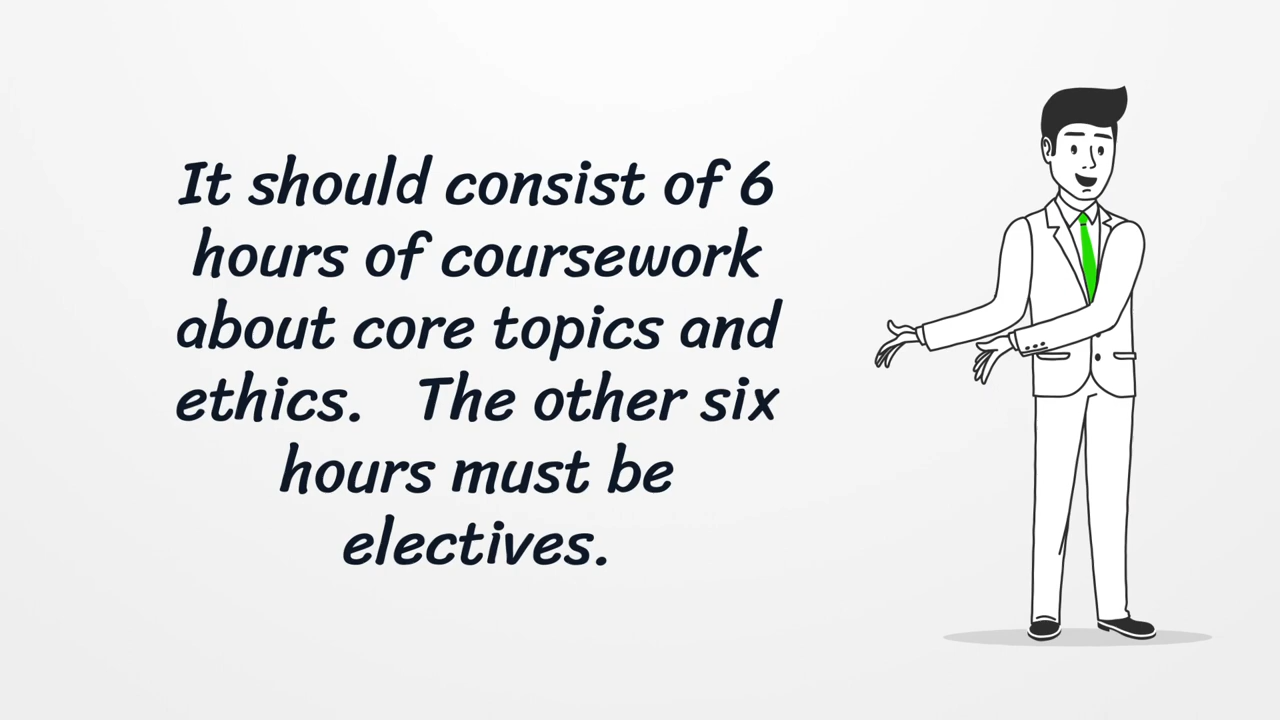 It should consist of 6
hours of coursework
about core topics and
ethics.   The other six
hours must be
electives.